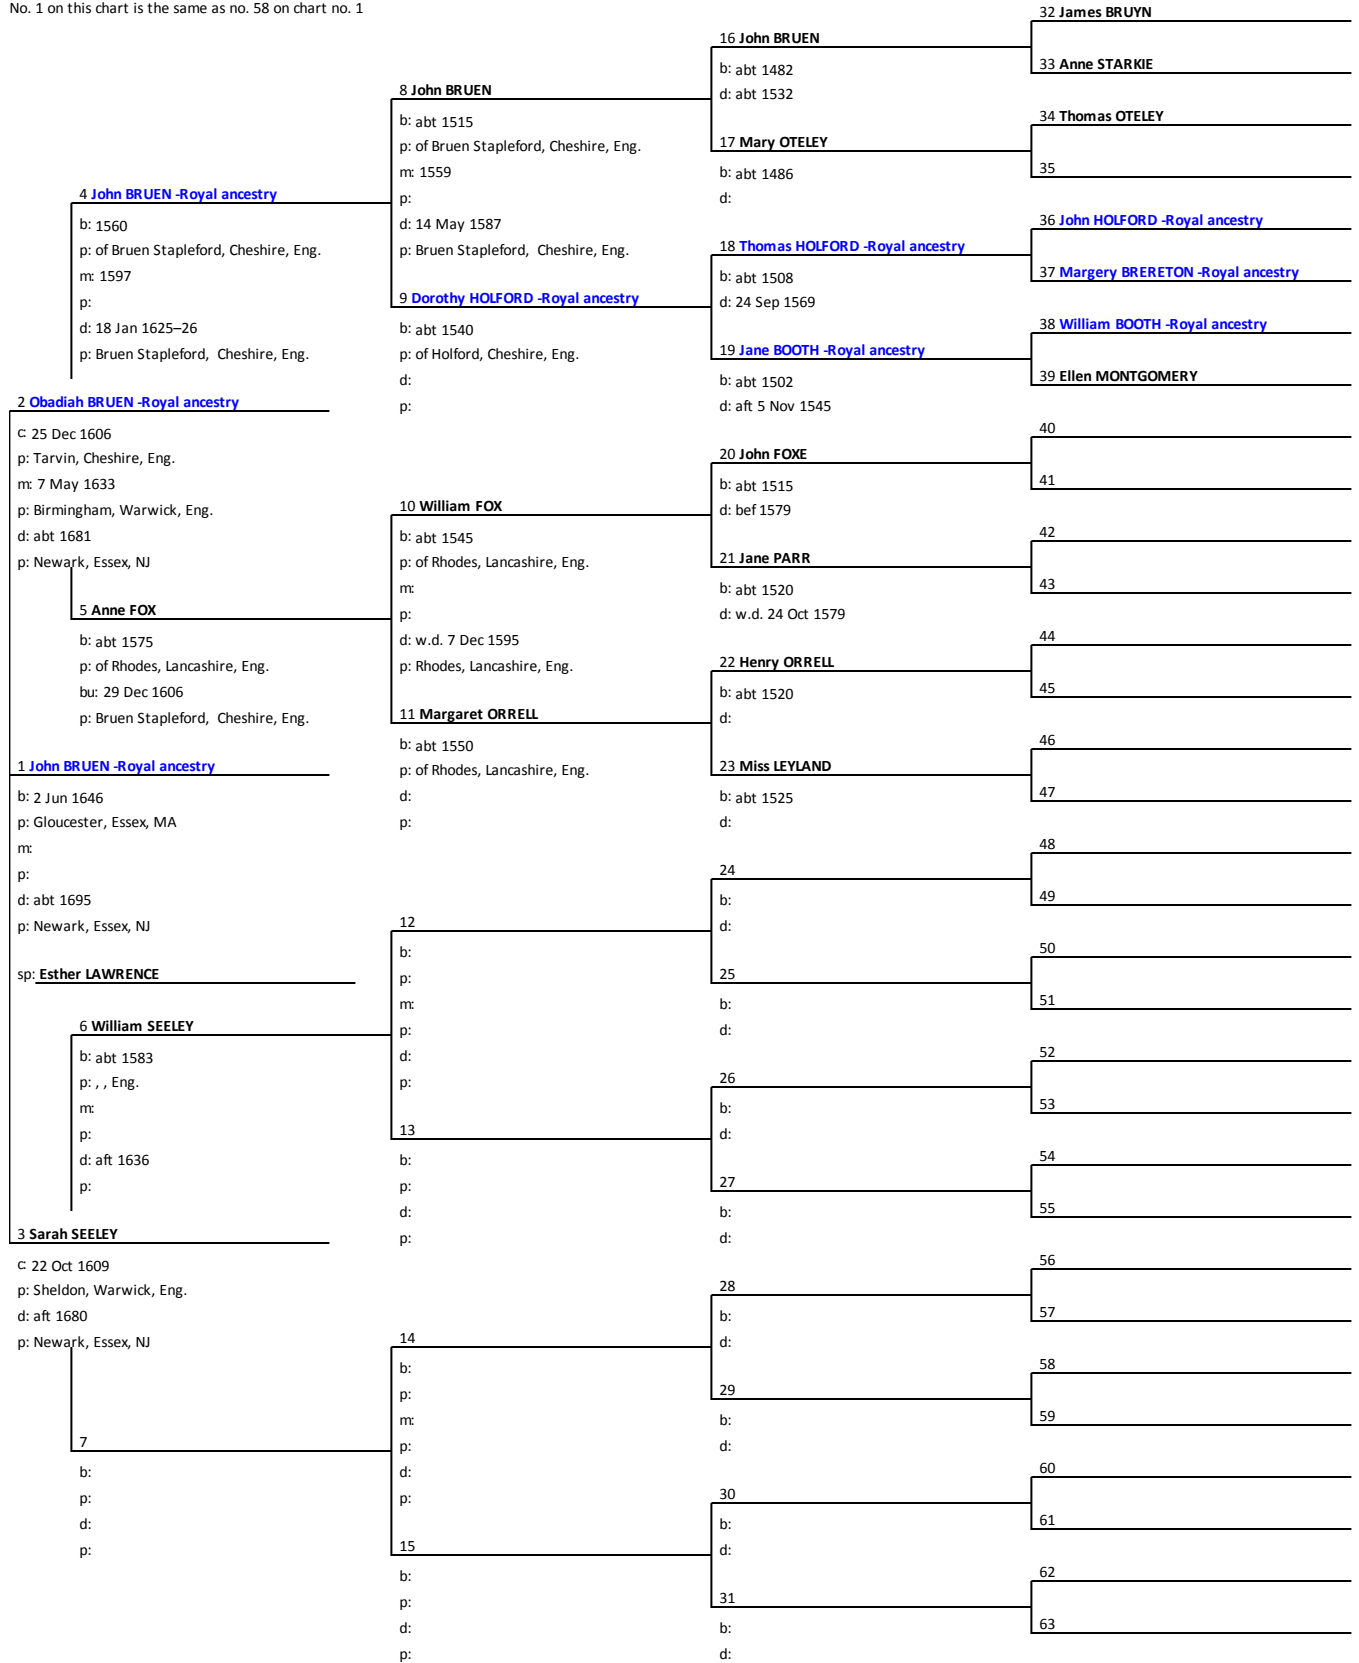 No. 1 on this chart is the same as no. 58 on chart no. 1
2 Obadiah BRUEN -Royal ancestry
c: 25 Dec 1606
p: Tarvin, Cheshire, Eng.
m: 7 May 1633
p: Birmingham, Warwick, Eng.
d: abt 1681
p: Newark, Essex, NJ
1 John BRUEN -Royal ancestry
b: 2 Jun 1646
p: Gloucester, Essex, MA
m:
p:
d: abt 1695
p: Newark, Essex, NJ
sp: Esther LAWRENCE
3 Sarah SEELEY
c: 22 Oct 1609
p: Sheldon, Warwick, Eng.
d: aft 1680
p: Newark, Essex, NJ
4 John BRUEN -Royal ancestry
b: 1560
p: of Bruen Stapleford, Cheshire, Eng.
m: 1597
p:
d: 18 Jan 1625–26
p: Bruen Stapleford, Cheshire, Eng.
5 Anne FOX
b: abt 1575
p: of Rhodes, Lancashire, Eng.
bu: 29 Dec 1606
p: Bruen Stapleford, Cheshire, Eng.
6 William SEELEY
b: abt 1583
p: , , Eng.
m:
p:
d: aft 1636
p:
7
b:
p:
d:
p:
8 John BRUEN
b: abt 1515
p: of Bruen Stapleford, Cheshire, Eng.
m: 1559
p:
d: 14 May 1587
p: Bruen Stapleford, Cheshire, Eng.
9 Dorothy HOLFORD -Royal ancestry
b: abt 1540
p: of Holford, Cheshire, Eng.
d:
p:
10 William FOX
b: abt 1545
p: of Rhodes, Lancashire, Eng.
m:
p:
d: w.d. 7 Dec 1595
p: Rhodes, Lancashire, Eng.
11 Margaret ORRELL
b: abt 1550
p: of Rhodes, Lancashire, Eng.
d:
p:
12
b:
p:
m:
p:
d:
p:
13
b:
p:
d:
p:
14
b:
p:
m:
p:
d:
p:
15
b:
p:
d:
p:
16 John BRUEN
b: abt 1482
d: abt 1532
17 Mary OTELEY
b: abt 1486
d:
18 Thomas HOLFORD -Royal ancestry
b: abt 1508
d: 24 Sep 1569
19 Jane BOOTH -Royal ancestry
b: abt 1502
d: aft 5 Nov 1545
20 John FOXE
b: abt 1515
d: bef 1579
21 Jane PARR
b: abt 1520
d: w.d. 24 Oct 1579
22 Henry ORRELL
b: abt 1520
d:
23 Miss LEYLAND
b: abt 1525
d:
24
b:
d:
25
b:
d:
26
b:
d:
27
b:
d:
28
b:
d:
29
b:
d:
30
b:
d:
31
b:
d:
32 James BRUYN
33 Anne STARKIE
34 Thomas OTELEY
35
36 John HOLFORD -Royal ancestry
37 Margery BRERETON -Royal ancestry
38 William BOOTH -Royal ancestry
39 Ellen MONTGOMERY
40
41
42
43
44
45
46
47
48
49
50
51
52
53
54
55
56
57
58
59
60
61
62
63